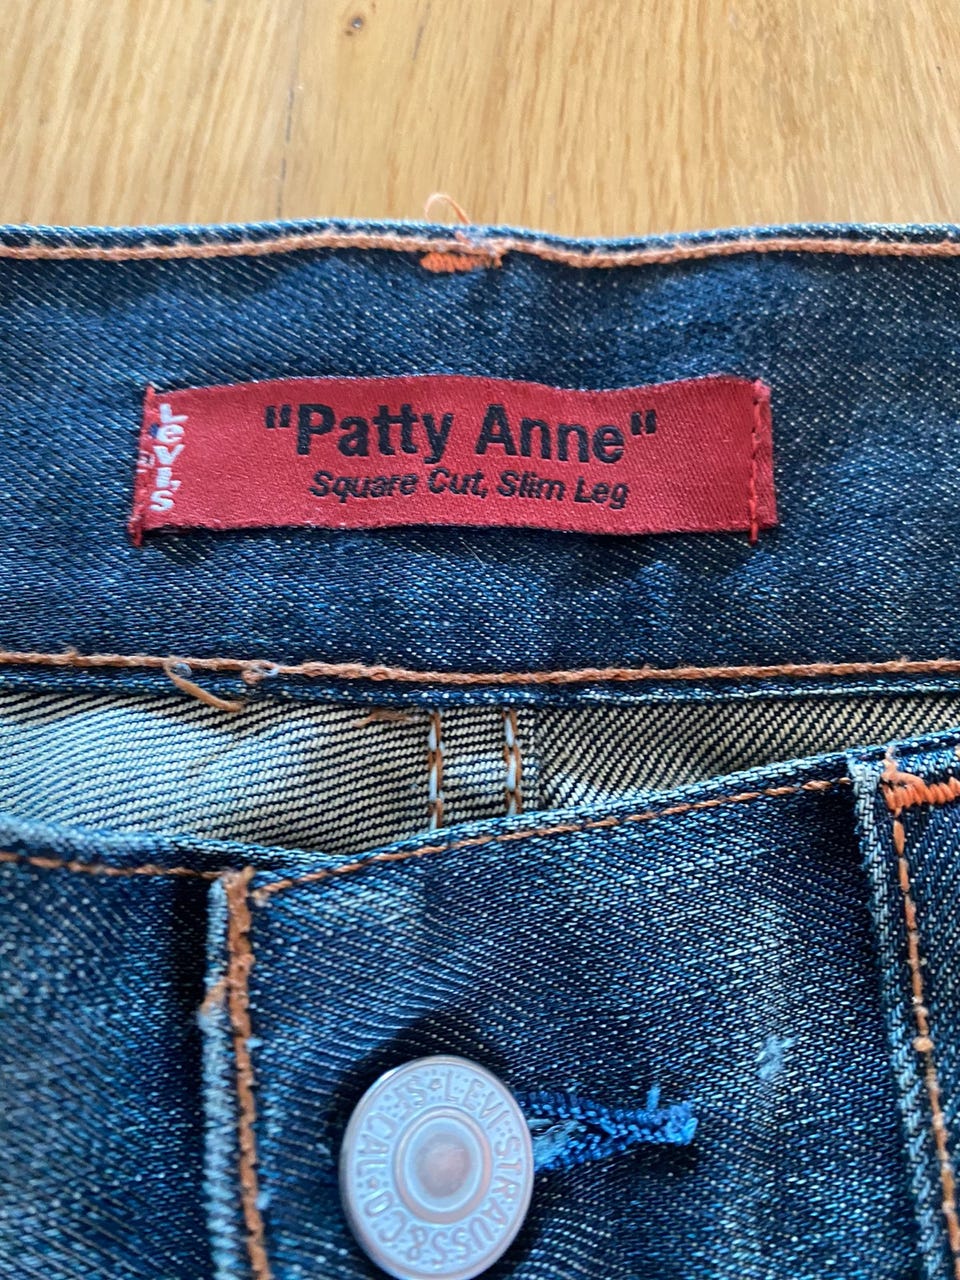 LEVI'S
"Patty Anne"
Square Cut, Slim Leg
LEVI STRAUSS & CO S.F. CAL